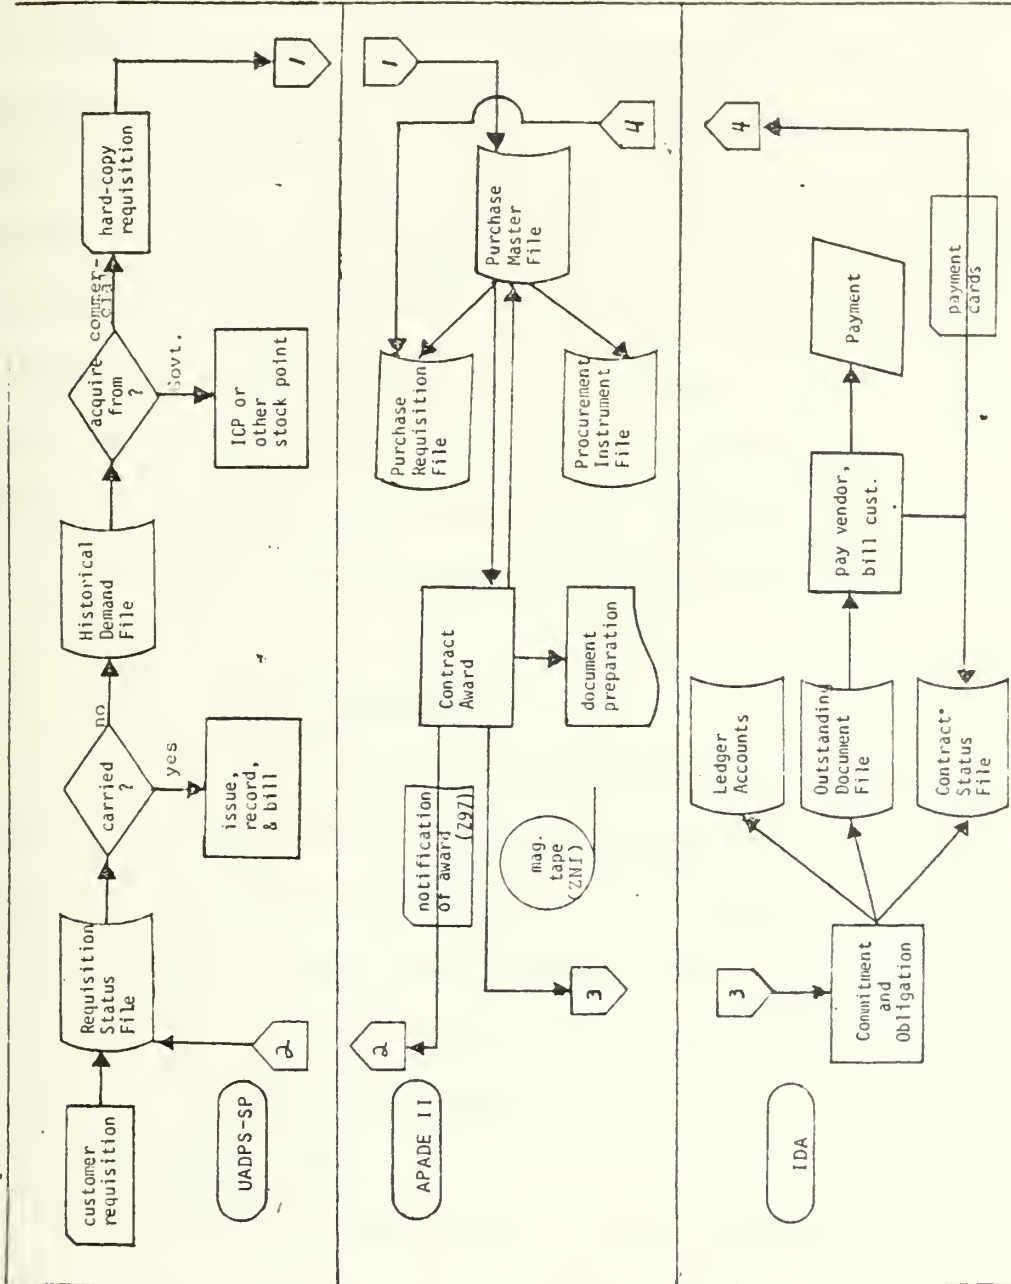 customer
requisition
Requisition
Status
File
carried
?
no
yes
issue,
record,
& bill
Historical
Demand
File
acquire
from
?
commer-
cial
Govt.
ICP or
other
stock point
hard-copy
requisition
1
2
UADPS-SP
1
4
Purchase
Master
File
Purchase
Requisition
File
Procurement
Instrument
File
Contract
Award
document
preparation
notification
of award
(Z97)
mag.
tape
(ZNI)
2
3
APADE II
3
Commitment
and
Obligation
Ledger
Accounts
Outstanding
Document
File
Contract
Status
File
pay vendor,
bill cust.
Payment
payment
cards
4
IDA